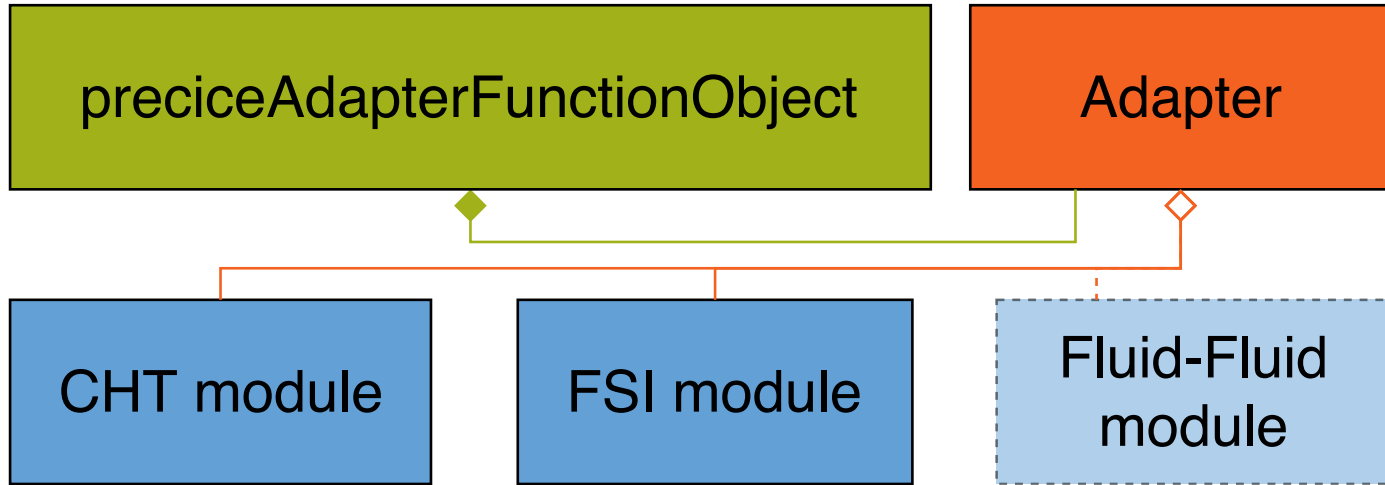 preciceAdapterFunctionObject
Adapter
CHT module
FSI module
Fluid-Fluid
module